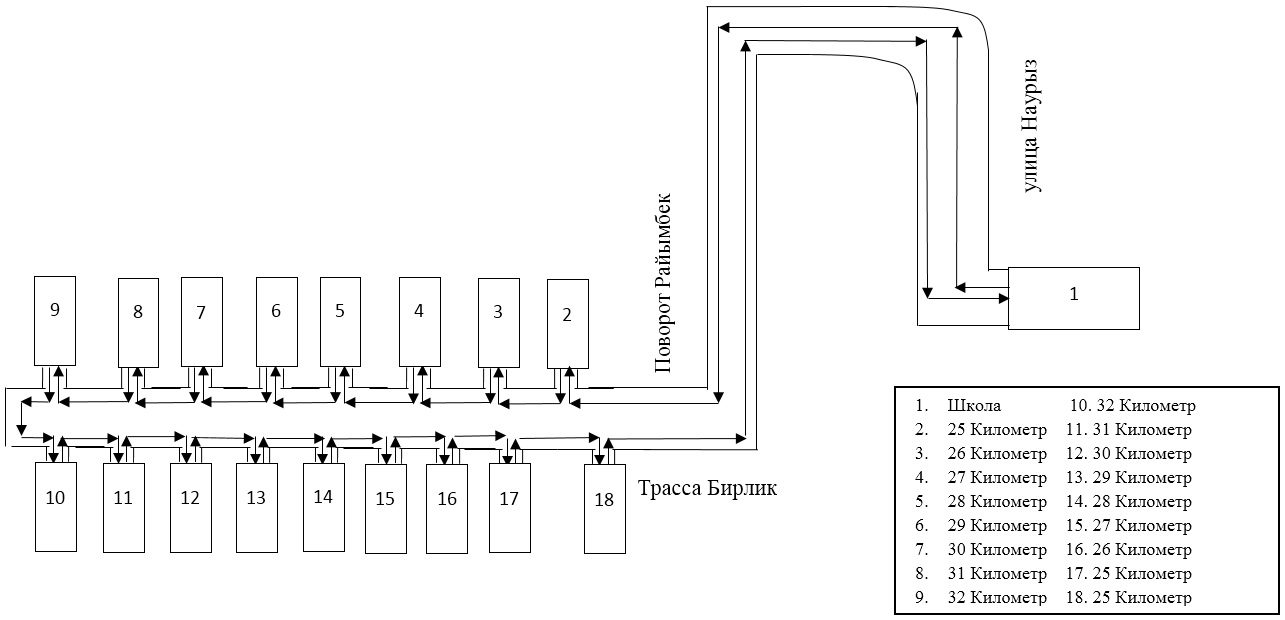 улица Наурыз
Поворот Райымбек
1
9 8 7 6 5 4 3 2
10 11 12 13 14 15 16 17 18
Трасса Бирлик
1. Школа 10. 32 Километр
2. 25 Километр 11. 31 Километр
3. 26 Километр 12. 30 Километр
4. 27 Километр 13. 29 Километр
5. 28 Километр 14. 28 Километр
6. 29 Километр 15. 27 Километр
7. 30 Километр 16. 26 Километр
8. 31 Километр 17. 25 Километр
9. 32 Километр 18. 25 Километр